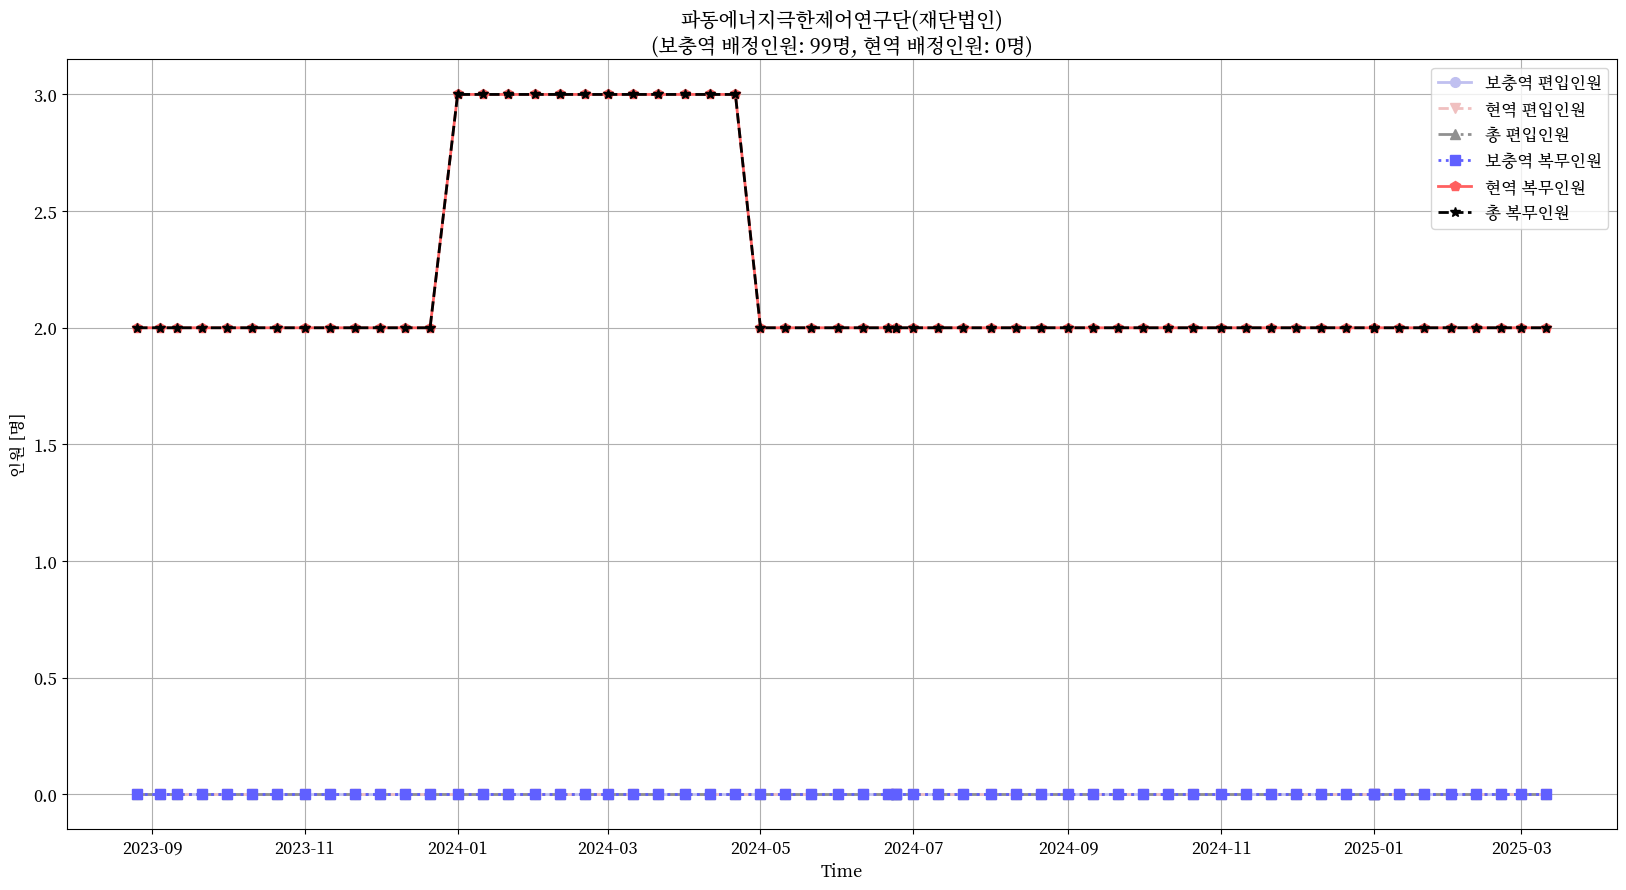 파동에너지극한제어연구단(재단법인)
(보충역 배정인원: 99명, 현역 배정인원: 0명)
보충역 편입인원
현역 편입인원
총 편입인원
보충역 복무인원
현역 복무인원
총 복무인원
인원 [명]
3.0
2.5
2.0
1.5
1.0
0.5
0.0
2023-09
2023-11
2024-01
2024-03
2024-05
2024-07
2024-09
2024-11
2025-01
2025-03
Time